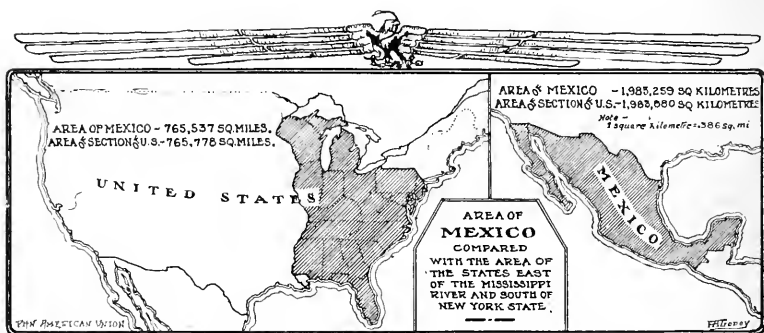 AREA OF MEXICO - 765,537 SQ. MILES.
AREA OF SECTION OF U.S.-765,778 SQ. MILES.
UNITED STATES
PAN AMERICAN UNION
AREA OF MEXICO - 1,983,259 SQ KILOMETRES
AREA OF SECTION OF U.S.-1,983,880 SQ KILOMETRES
Note -
1 square kilometre=.386 sq. mi
MEXICO
AREA OF
MEXICO
COMPARED
WITH THE AREA OF
THE STATES EAST
OF THE MISSISSIPPI
RIVER AND SOUTH OF
NEW YORK STATE.